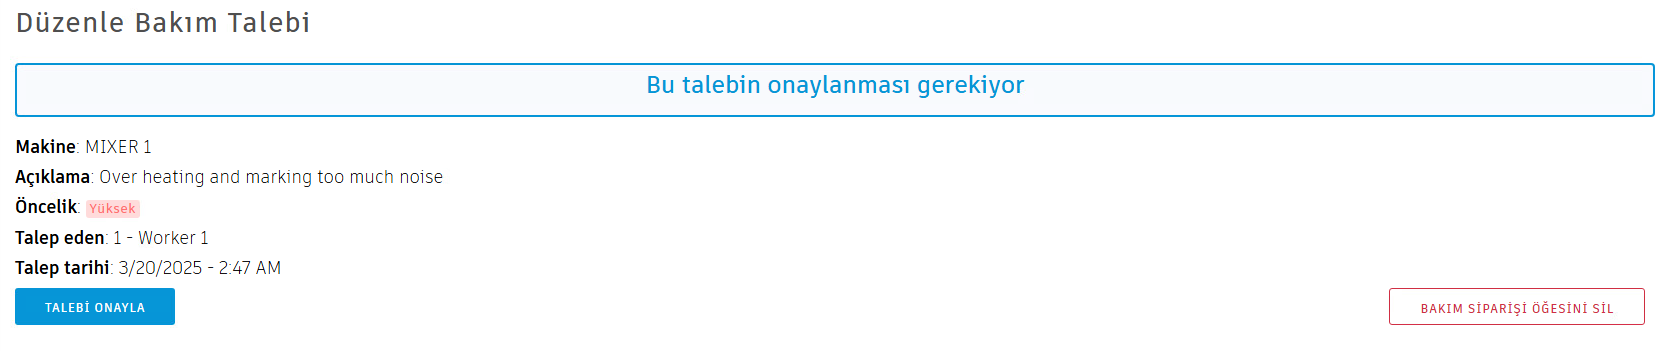 Düzenle Bakım Talebi
Bu talebin onaylanması gerekiyor
Makine: MIXER 1
Açıklama: Over heating and marking too much noise
Öncelik: Yüksek
Talep eden: 1 - Worker 1
Talep tarihi: 3/20/2025 - 2:47 AM
TALEBİ ONAYLA
BAKIM SİPARİŞİ ÖĞESİNİ SİL